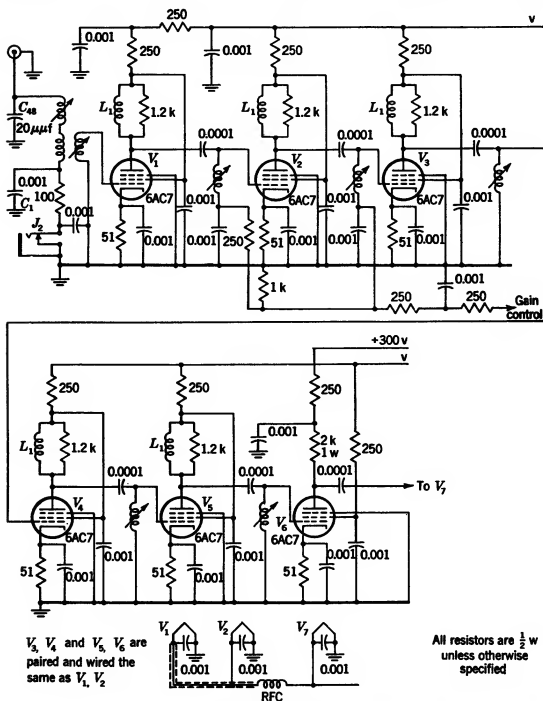 250
v
0.001
250
0.001
250
250
C48
20μμf
L1
1.2 k
L1
1.2 k
L1
1.2 k
0.0001
0.0001
0.0001
V1
V2
V3
0.001
100
C1
6AC7
6AC7
6AC7
J2
0.001
51
0.001
0.001
0.001
250
51
0.001
0.001
0.001
51
0.001
0.001
1 k
0.001
250
250
Gain
control
+300 v
v
250
250
250
0.001
2 k
1 w
250
L1
1.2 k
L1
1.2 k
0.0001
0.0001
0.0001
To V7
V4
V5
V6
6AC7
6AC7
6AC7
51
0.001
0.001
51
0.001
0.001
51
0.001
0.001
V3, V4 and V5, V6 are
paired and wired the
same as V1, V2
V1
V2
V7
0.001
0.001
0.001
RFC
All resistors are 1/2 w
unless otherwise
specified